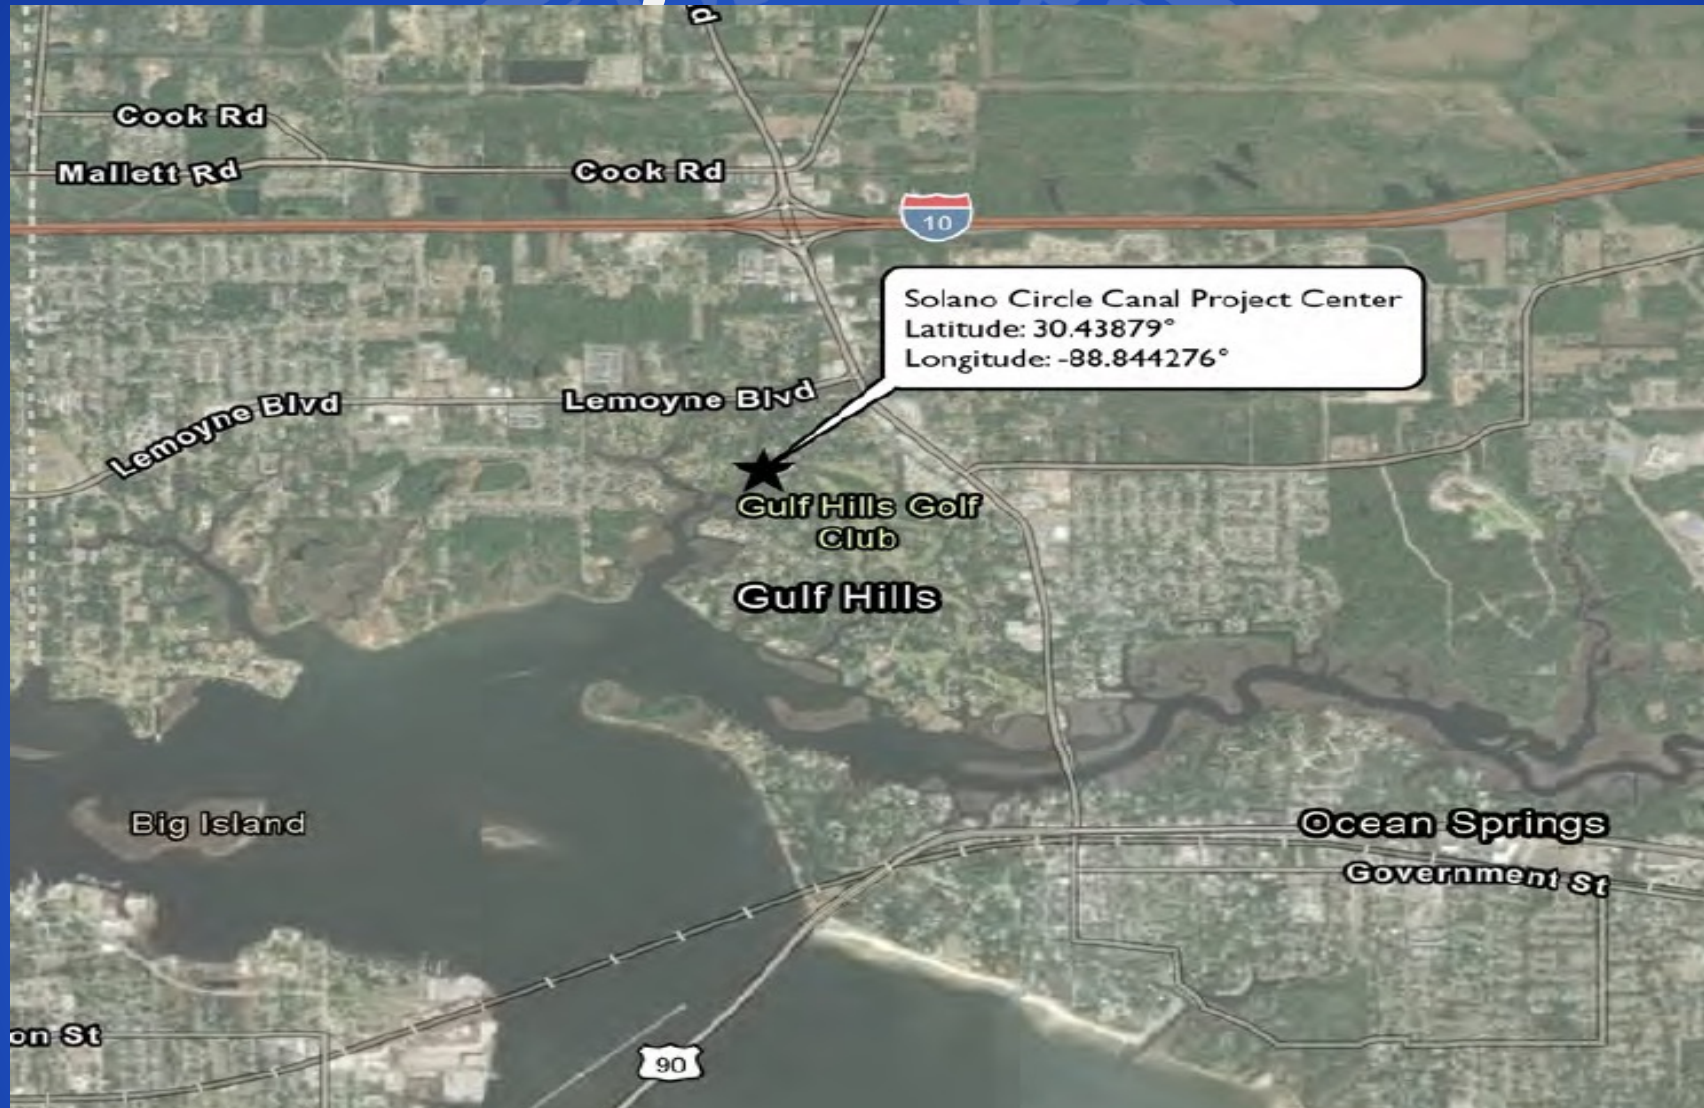 Cook Rd
Mallett Rd
Cook Rd
10
Solano Circle Canal Project Center
Latitude: 30.43879°
Longitude: -88.844276°
Lemoyne Blvd
Lemoyne Blvd
Gulf Hills Golf
Club
Gulf Hills
Big Island
Ocean Springs
Government St
on St
90